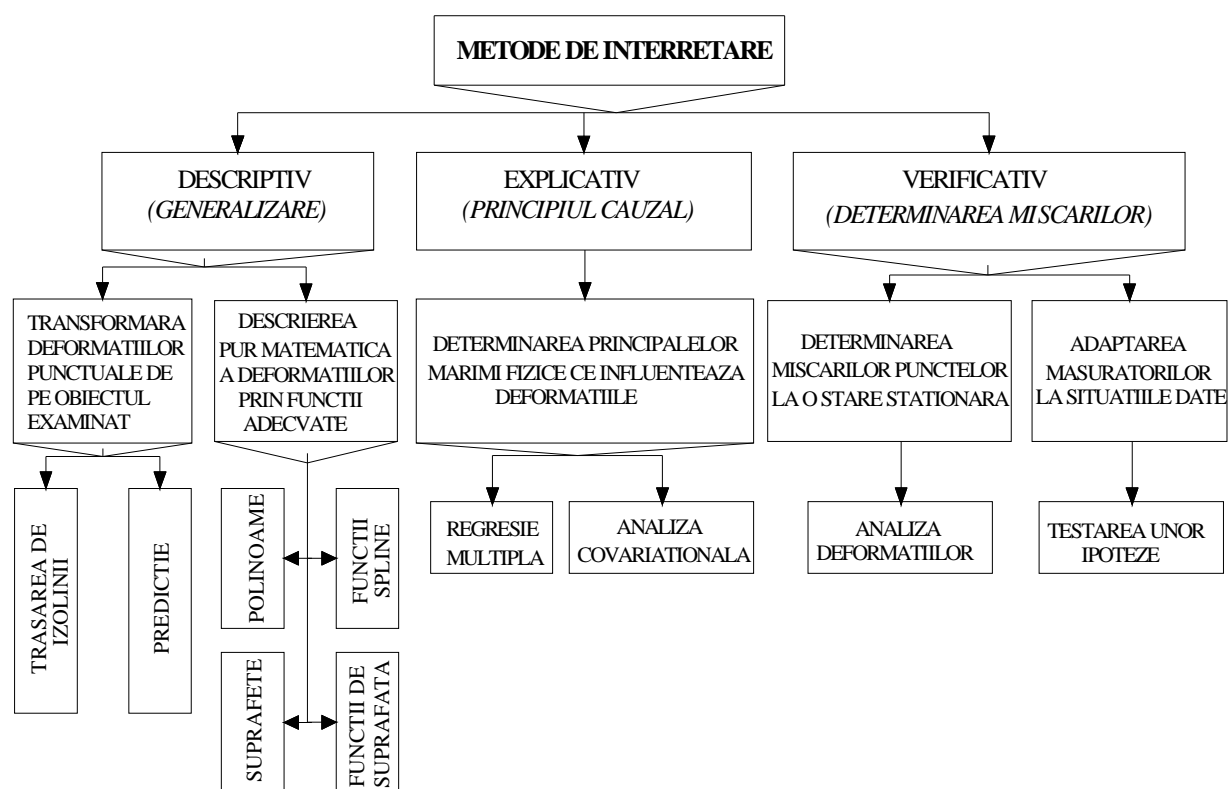 METODE DE INTERRETARE
DESCRIPTIV
(GENERALIZARE)
EXPLICATIV
(PRINCIPIUL CAUZAL)
VERIFICATIV
(DETERMINAREA MISCARILOR)
TRANSFORMARA
DEFORMATIILOR
PUNCTUALE DE
PE OBIECTUL
EXAMINAT
DESCRIEREA
PUR MATEMATICA
A DEFORMATIILOR
PRIN FUNCTII
ADECVATE
DETERMINAREA PRINCIPALELOR
MARIMI FIZICE CE INFLUENTEAZA
DEFORMATIILE
DETERMINAREA
MISCARILOR PUNCTELOR
LA O STARE STATIONARA
ADAPTAREA
MASURATORILOR
LA SITUATIILE DATE
TRASAREA DE
IZOLINII
PREDICTIE
POLINOAME
FUNCTII
SPLINE
SUPRAFETE
FUNCTII DE
SUPRAFATA
REGRESIE
MULTIPLA
ANALIZA
COVARIATIONALA
ANALIZA
DEFORMATIILOR
TESTAREA UNOR
IPOTEZE